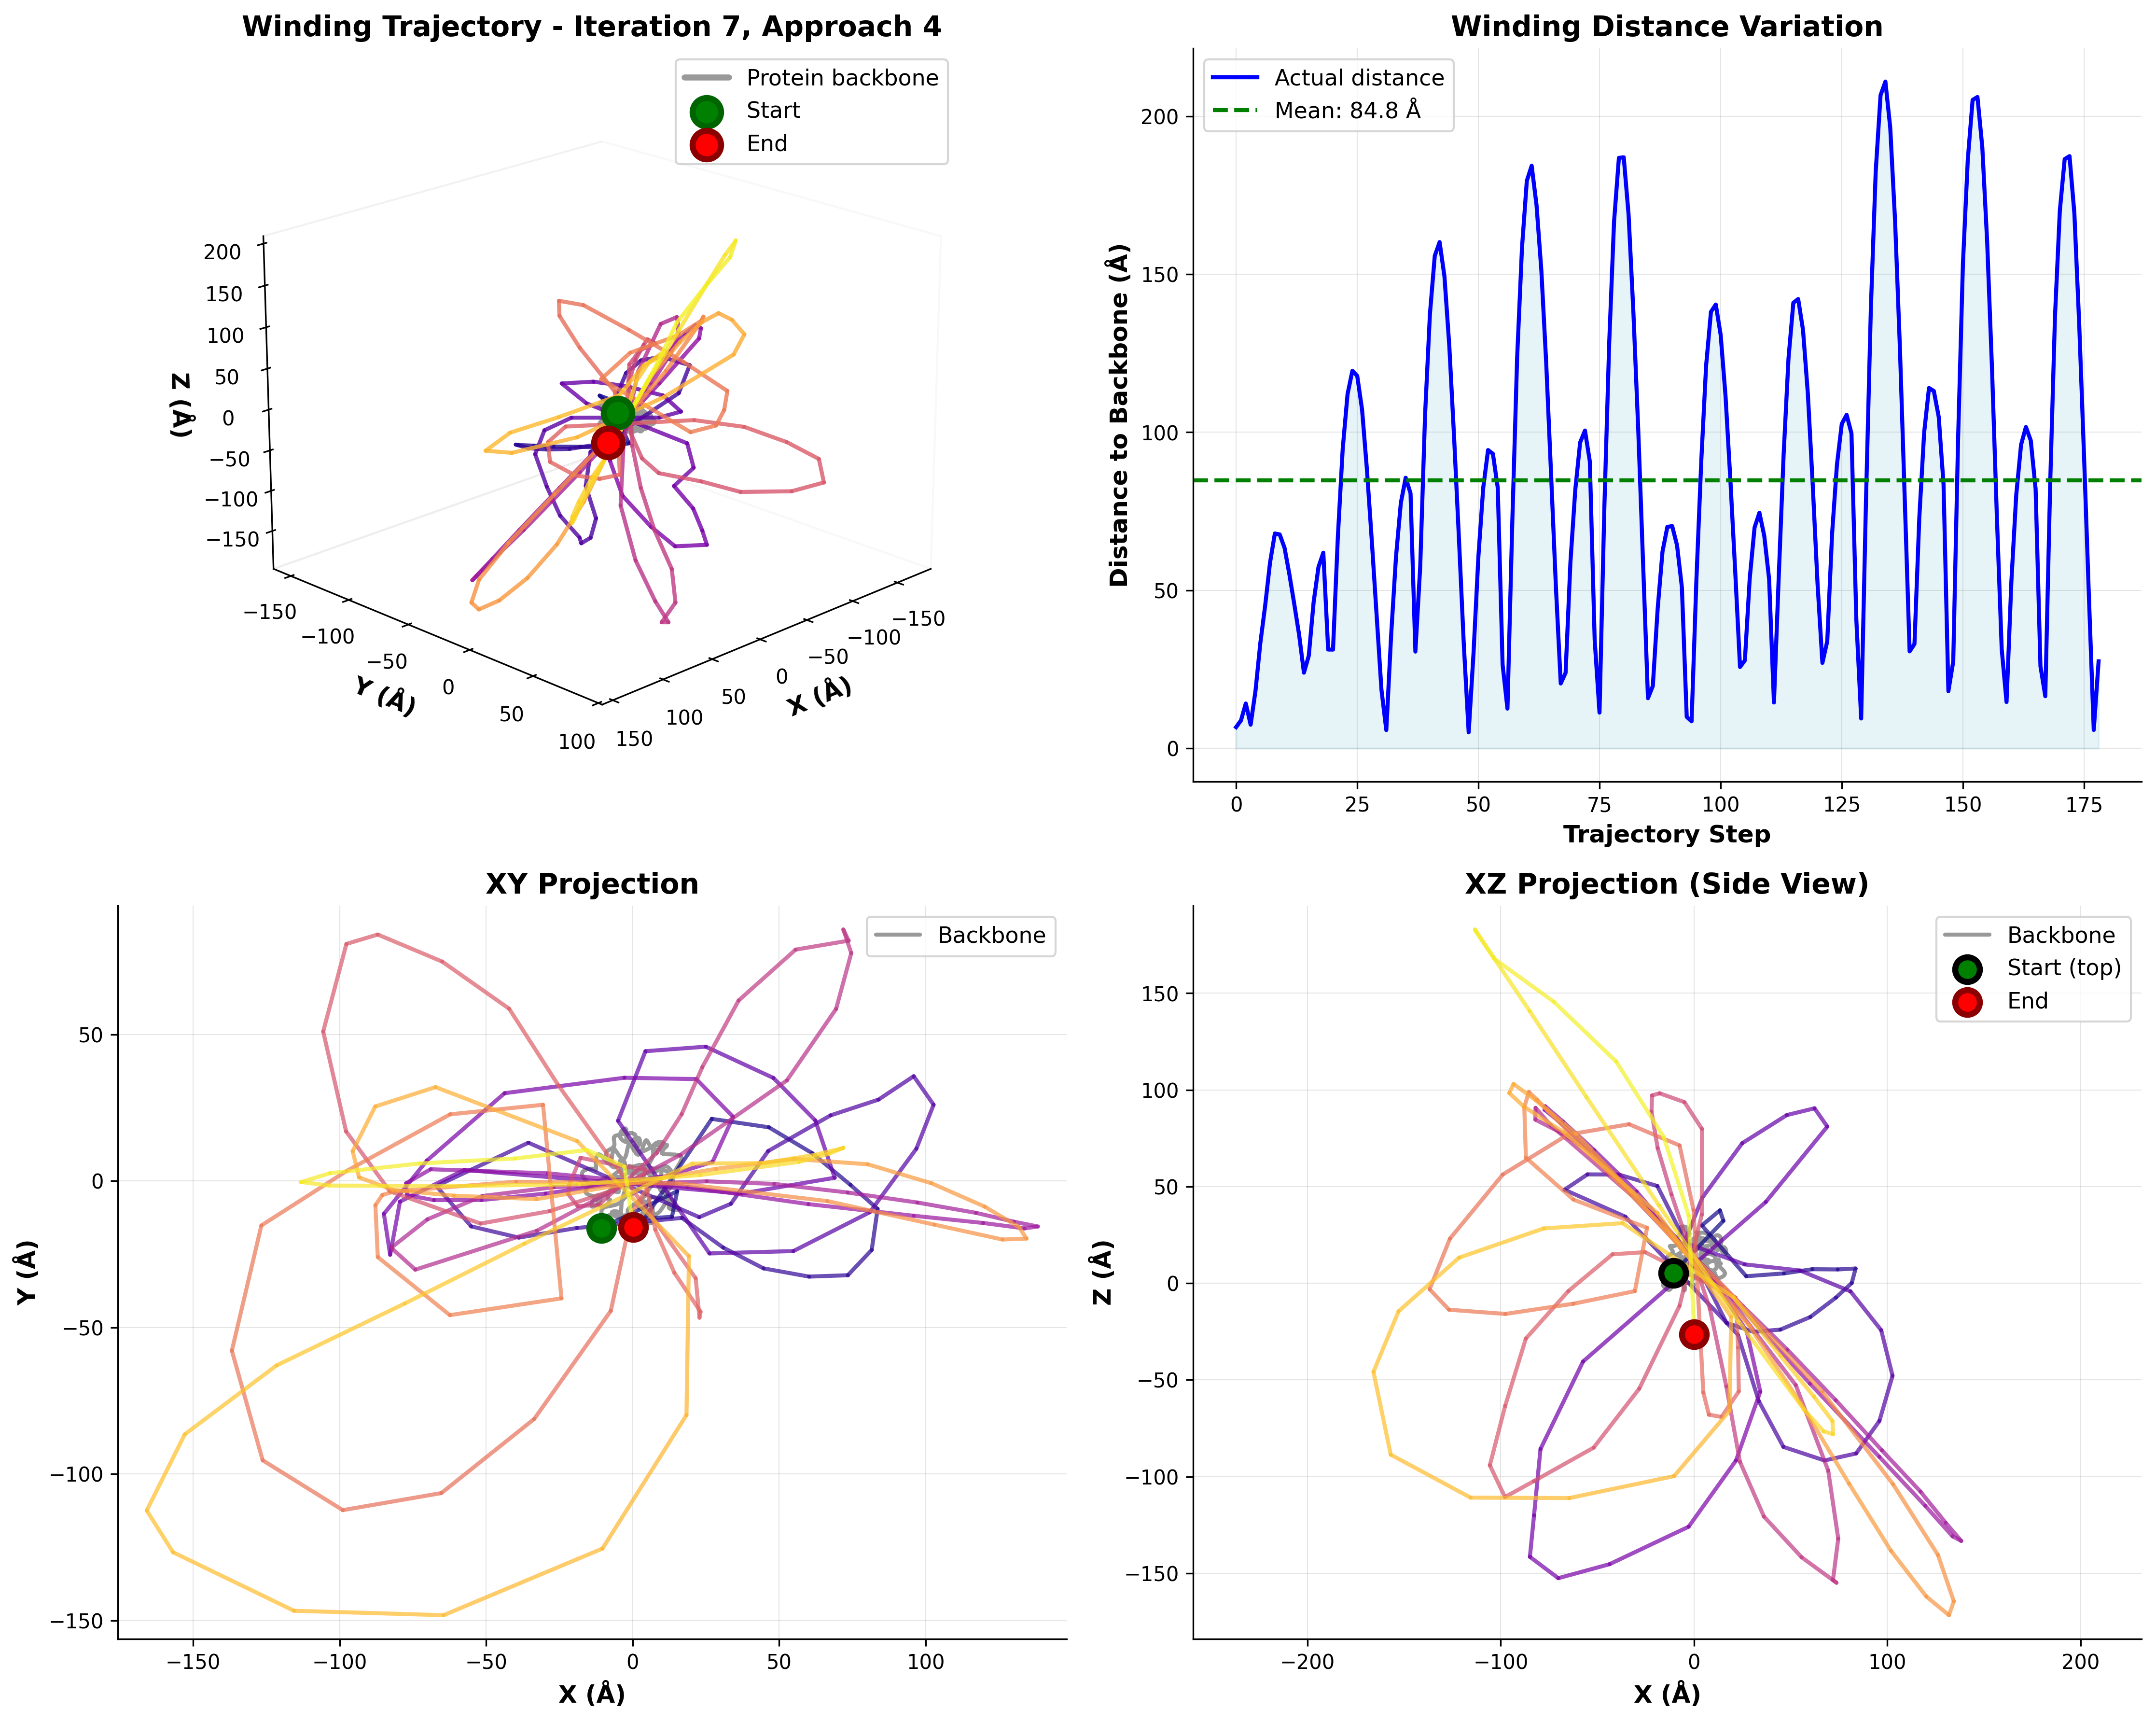 Winding Trajectory - Iteration 7, Approach 4
Protein backbone
Start
End
200
150
100
50
0
−50
−100
−150
Z (Å)
−150
−100
−50
0
50
100
Y (Å)
150
100
50
0
−50
−100
−150
X (Å)
Winding Distance Variation
Actual distance
Mean: 84.8 Å
200
150
100
50
0
Distance to Backbone (Å)
0 25 50 75 100 125 150 175
Trajectory Step
XY Projection
Backbone
50
0
−50
−100
−150
Y (Å)
−150 −100 −50 0 50 100
X (Å)
XZ Projection (Side View)
Backbone
Start (top)
End
150
100
50
0
−50
−100
−150
Z (Å)
−200 −100 0 100 200
X (Å)